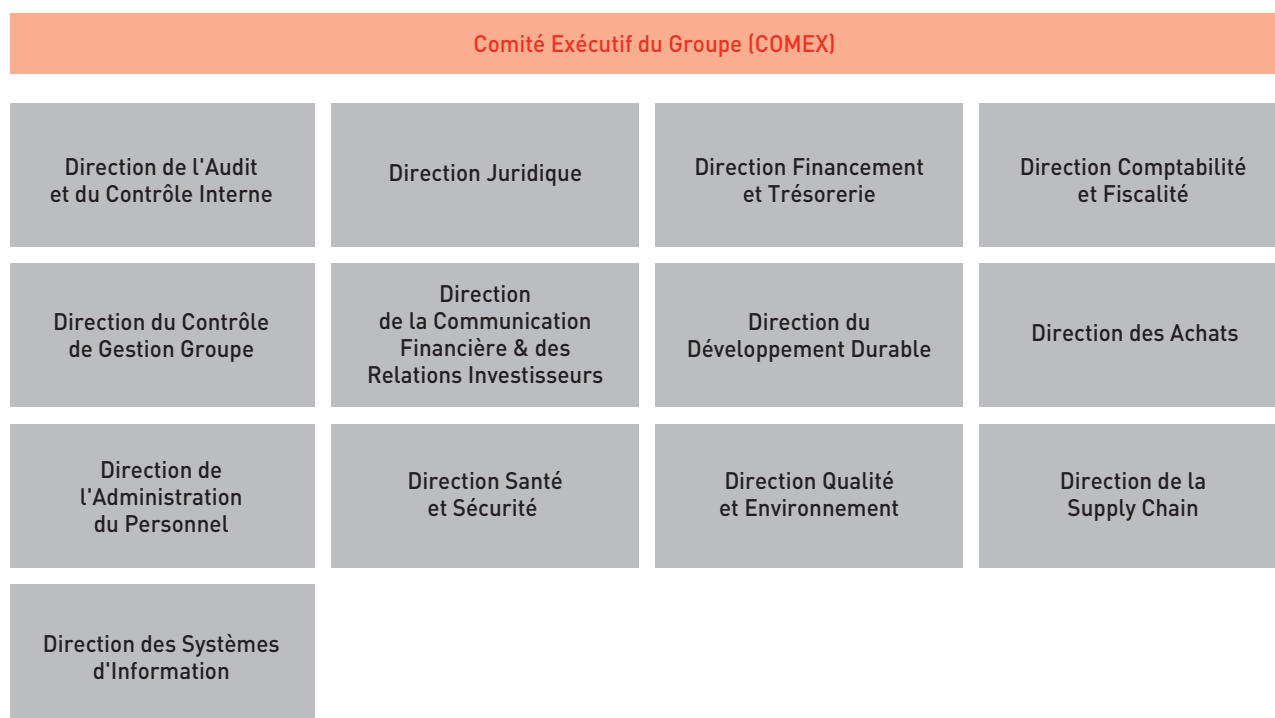 Comité Exécutif du Groupe (COMEX)
Direction de l'Audit
et du Contrôle Interne
Direction Juridique
Direction Financement
et Trésorerie
Direction Comptabilité
et Fiscalité
Direction du Contrôle
de Gestion Groupe
Direction
de la Communication
Financière & des
Relations Investisseurs
Direction du
Développement Durable
Direction des Achats
Direction de
l'Administration
du Personnel
Direction Santé
et Sécurité
Direction Qualité
et Environnement
Direction de la
Supply Chain
Direction des Systèmes
d'Information